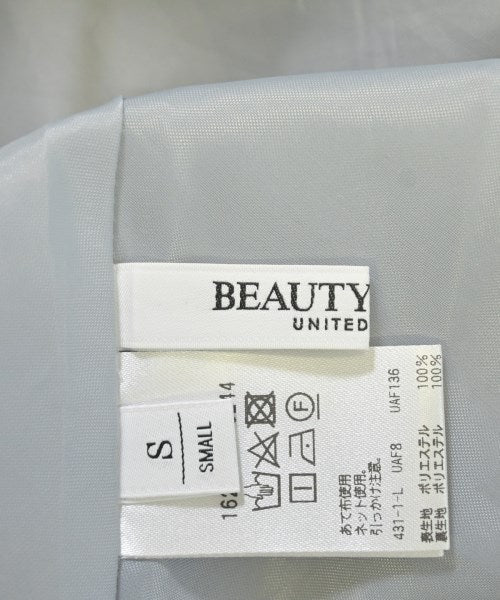 BEAUTY
UNITED
S
SMALL
F
あて布使用
ネット使用。
引っかけ注意。
431-1-L UAF8 UAF136
表生地 ポリエステル 100%
裏生地 ポリエステル 100%